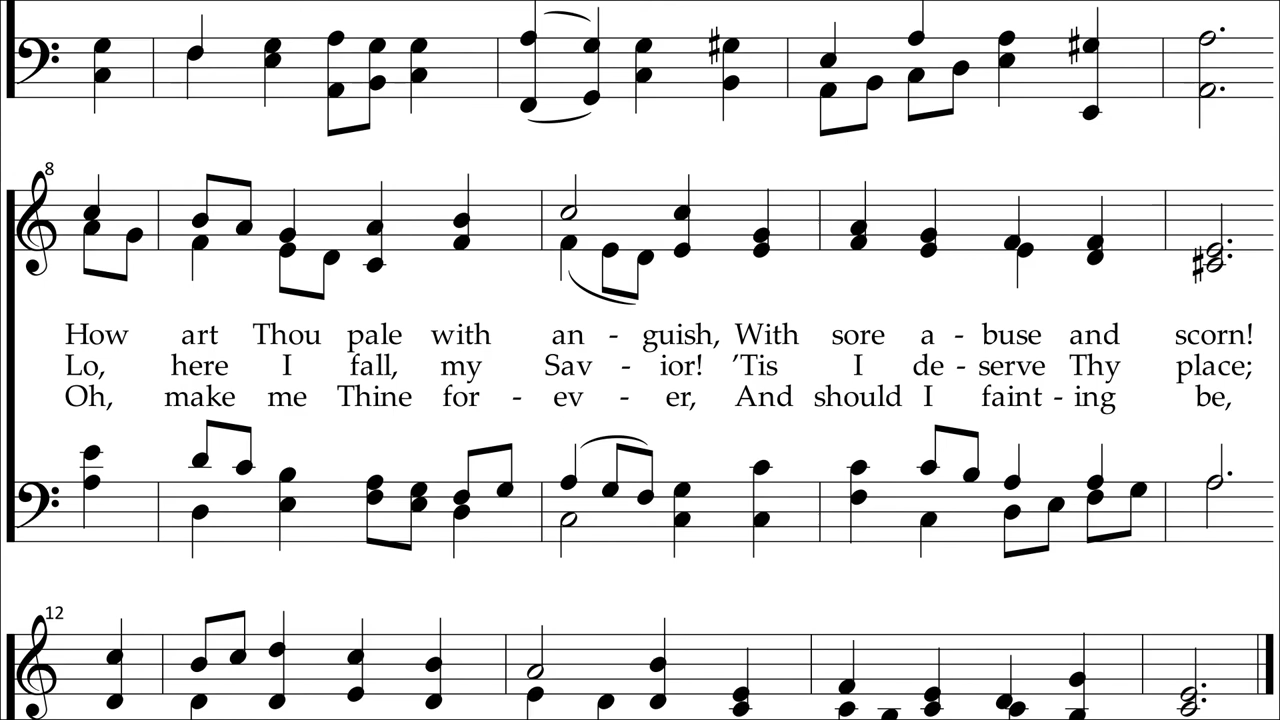 8
How art Thou pale with an - guish, With sore a - buse and scorn!
Lo, here I fall, my Sav - ior! ’Tis I de - serve Thy place;
Oh, make me Thine for - ev - er, And should I faint - ing be,
12